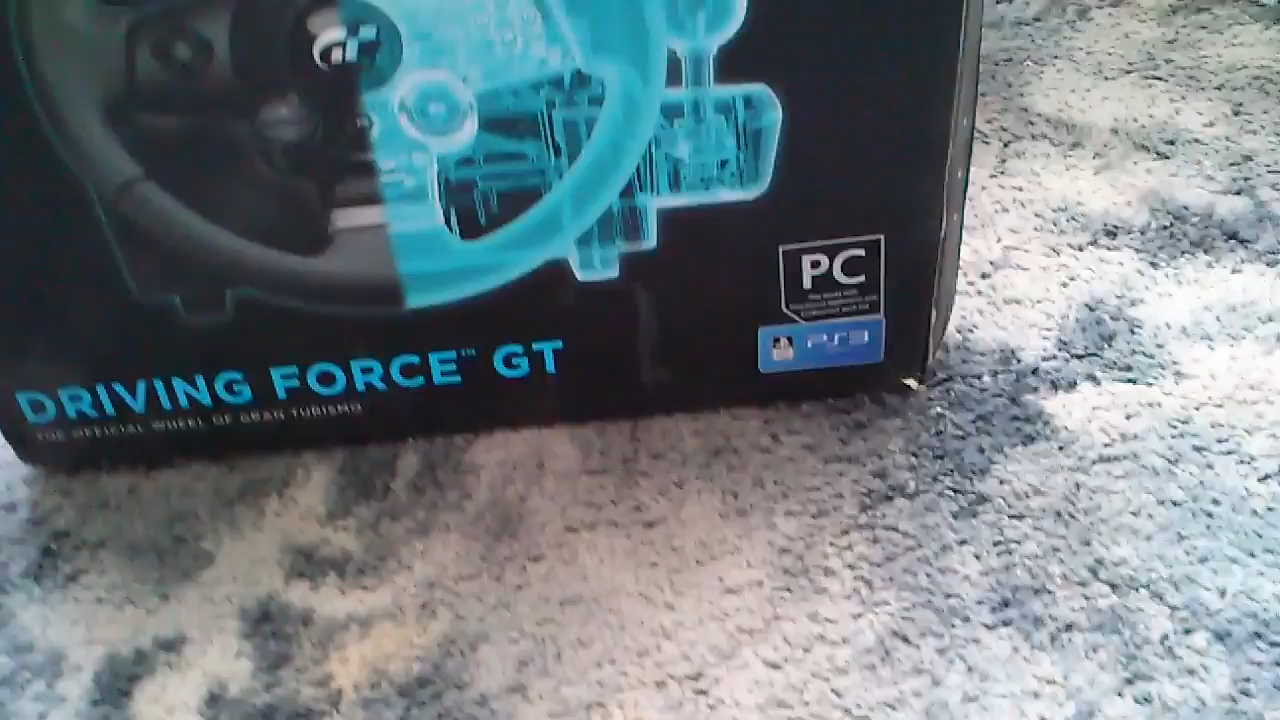 PC
PS3
DRIVING FORCE™ GT
THE OFFICIAL WHEEL OF GRAN TURISMO